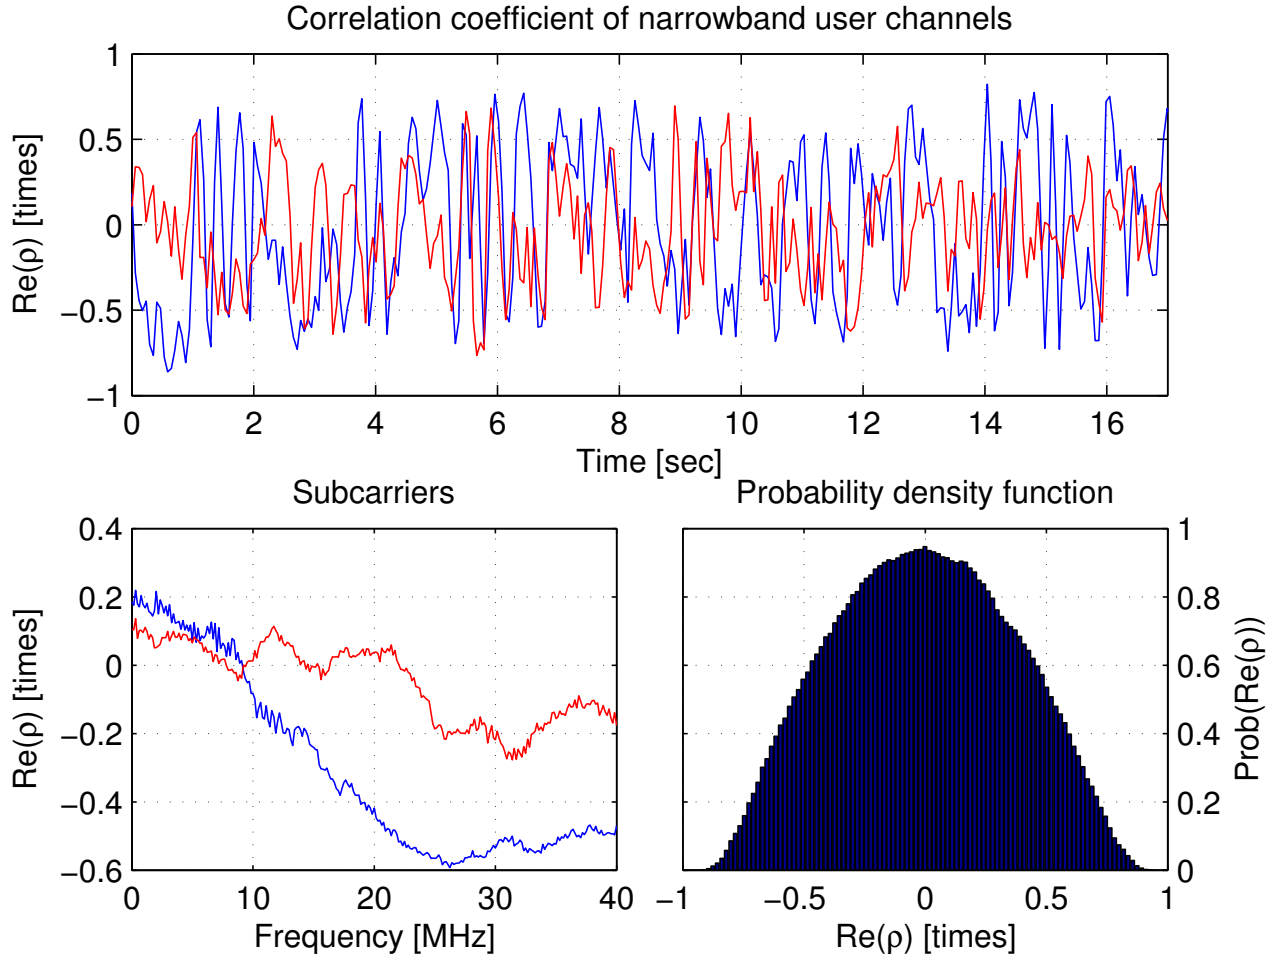 Correlation coefficient of narrowband user channels
1
0.5
0
−0.5
−1
Re(ρ) [times]
0 2 4 6 8 10 12 14 16
Time [sec]
Subcarriers
0.4
0.2
0
−0.2
−0.4
−0.6
Re(ρ) [times]
0 10 20 30 40
Frequency [MHz]
Probability density function
1
0.8
0.6
0.4
0.2
0
Prob(Re(ρ))
−1 −0.5 0 0.5 1
Re(ρ) [times]